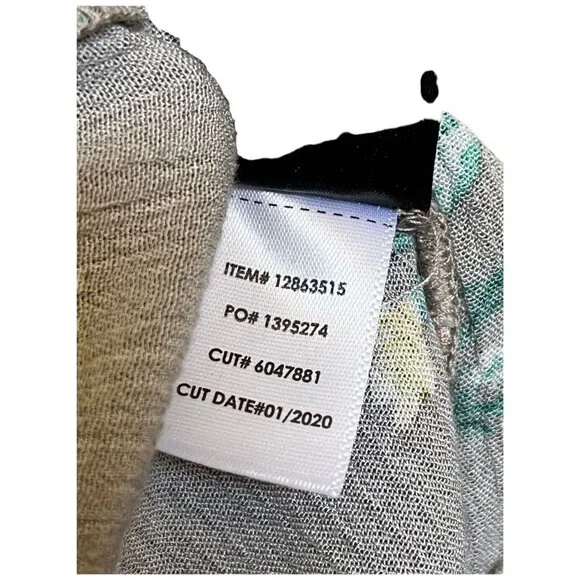 ITEM# 12863515
PO# 1395274
CUT# 6047881
CUT DATE#01/2020